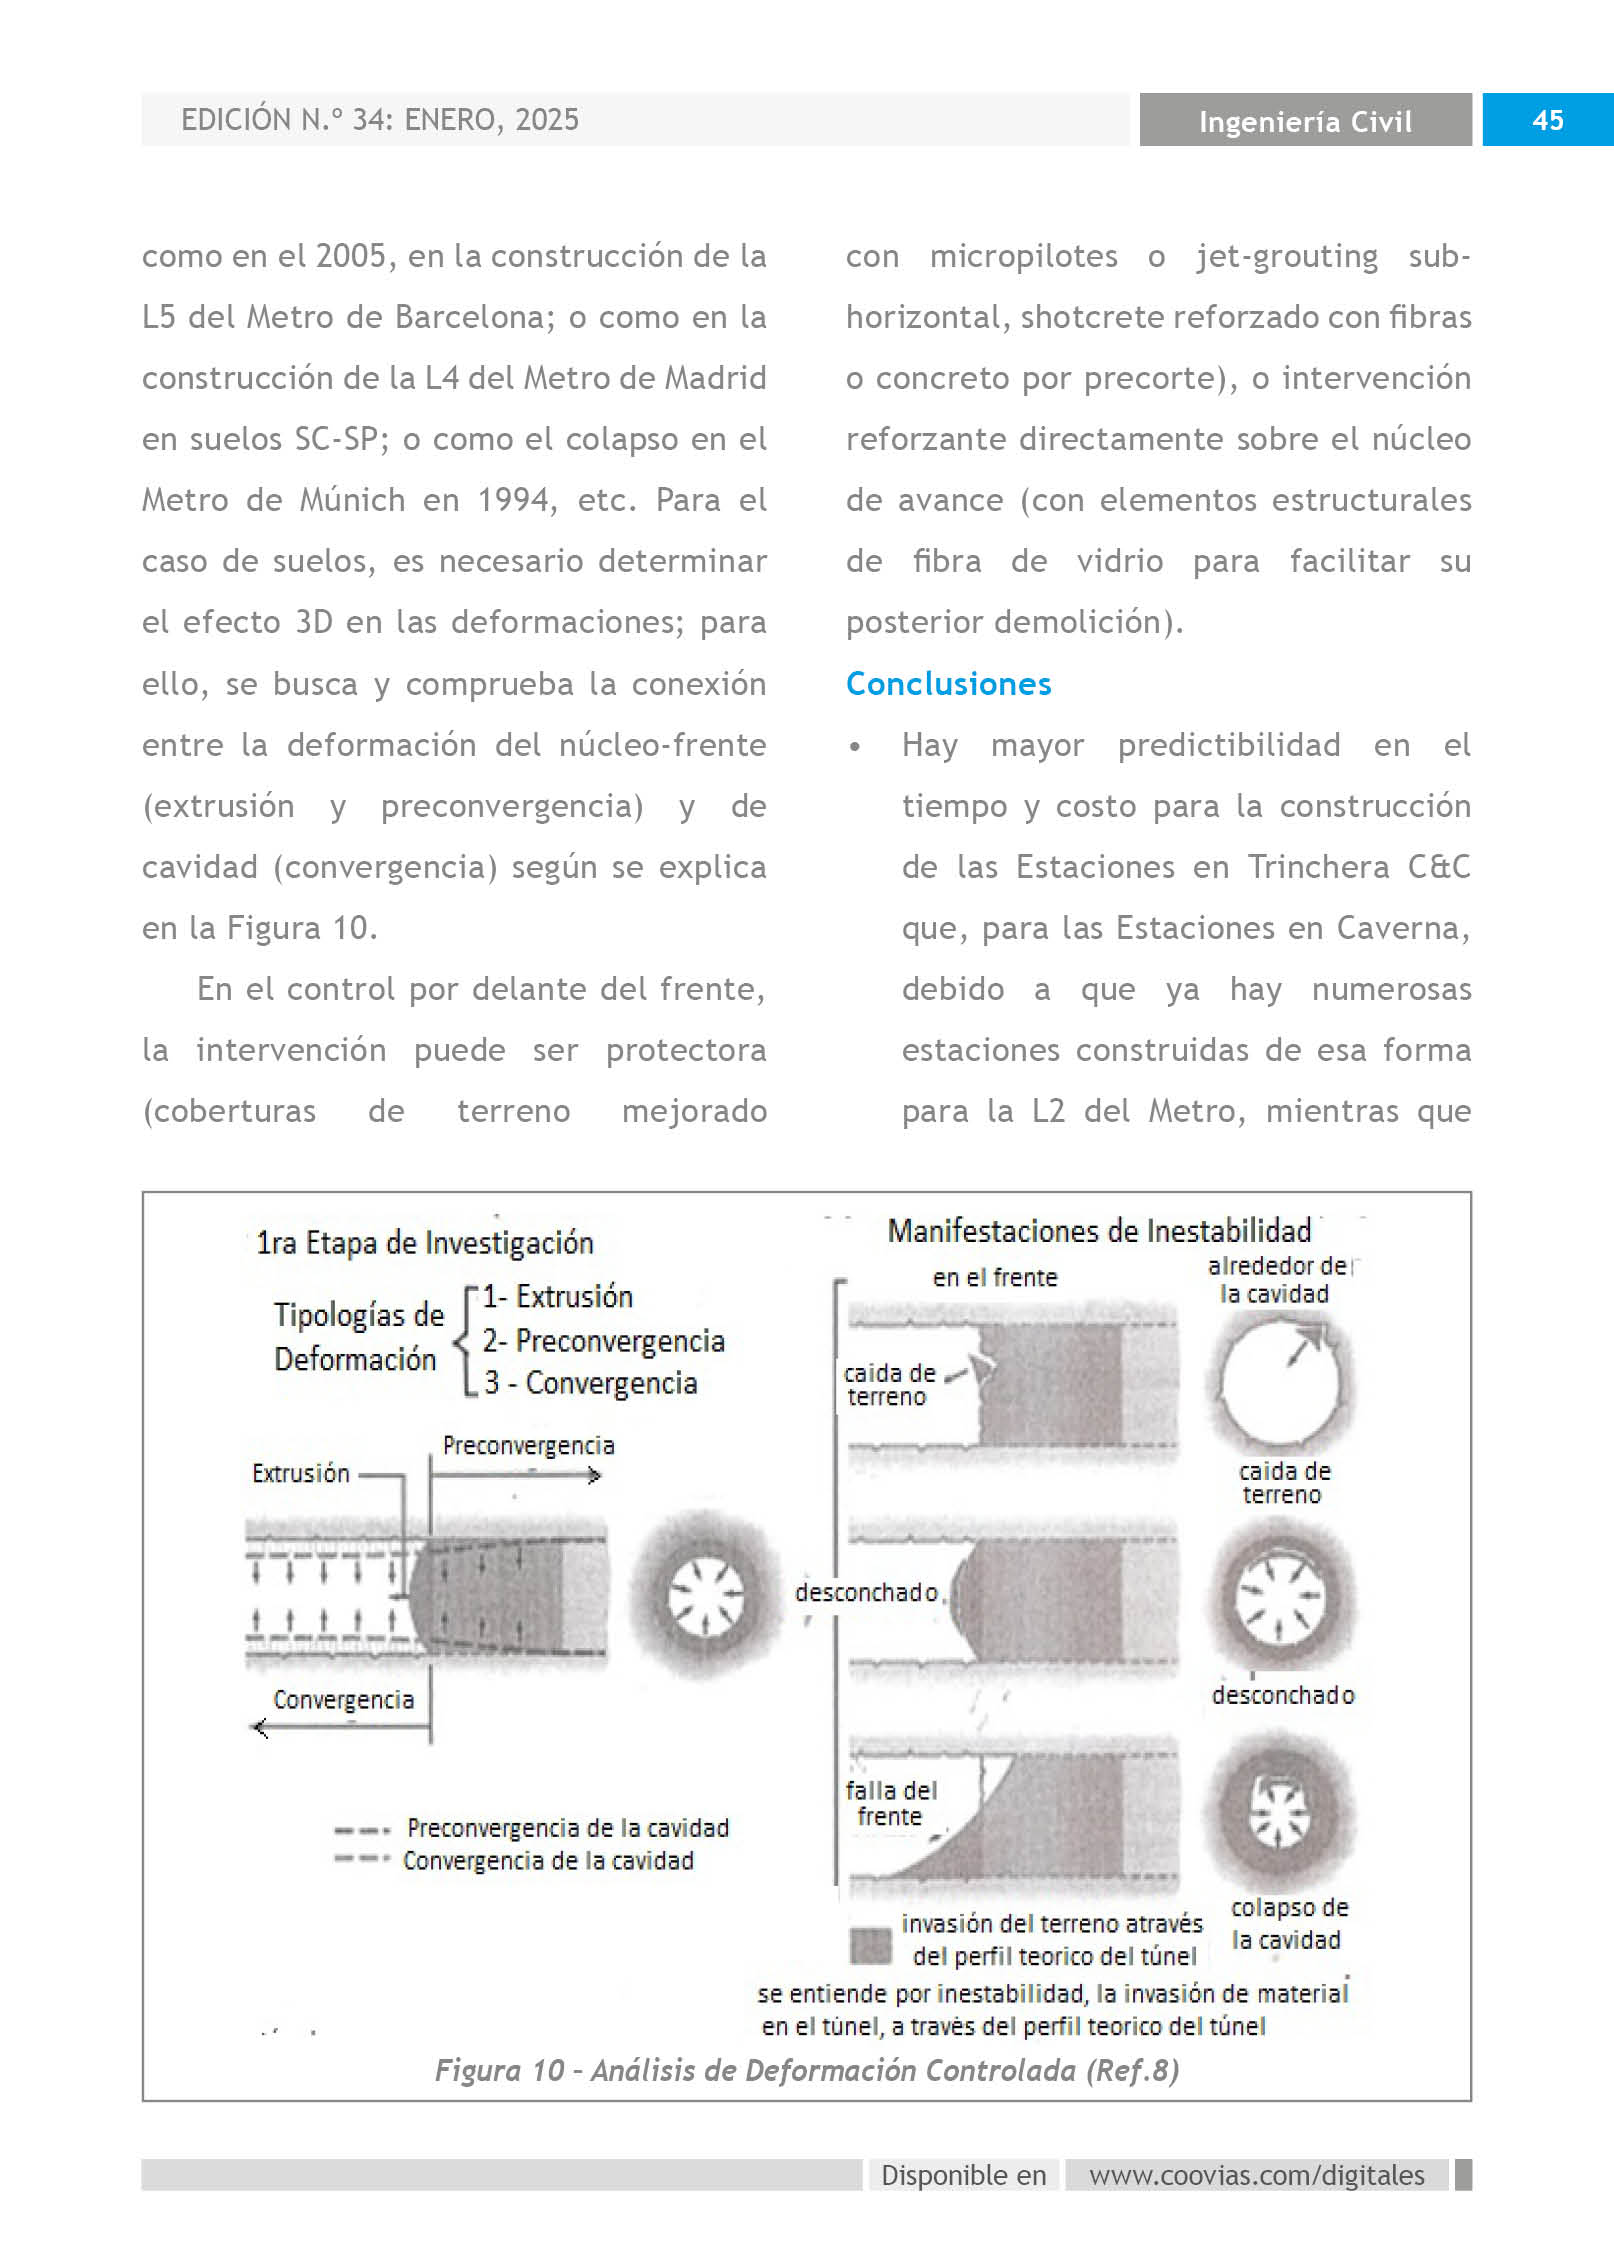 EDICIÓN N.º 34: ENERO, 2025
Ingeniería Civil
45
como en el 2005, en la construcción de la
L5 del Metro de Barcelona; o como en la
construcción de la L4 del Metro de Madrid
en suelos SC-SP; o como el colapso en el
Metro de Múnich en 1994, etc. Para el
caso de suelos, es necesario determinar
el efecto 3D en las deformaciones; para
ello, se busca y comprueba la conexión
entre la deformación del núcleo-frente
(extrusión y preconvergencia) y de
cavidad (convergencia) según se explica
en la Figura 10.
En el control por delante del frente,
la intervención puede ser protectora
(coberturas de terreno mejorado
con micropilotes o jet-grouting sub-
horizontal, shotcrete reforzado con fibras
o concreto por precorte), o intervención
reforzante directamente sobre el núcleo
de avance (con elementos estructurales
de fibra de vidrio para facilitar su
posterior demolición).
Conclusiones
• Hay mayor predictibilidad en el
tiempo y costo para la construcción
de las Estaciones en Trinchera C&C
que, para las Estaciones en Caverna,
debido a que ya hay numerosas
estaciones construidas de esa forma
para la L2 del Metro, mientras que
1ra Etapa de Investigación
Tipologías de
Deformación
1- Extrusión
2- Preconvergencia
3 - Convergencia
Preconvergencia
Extrusión
Convergencia
Preconvergencia de la cavidad
Convergencia de la cavidad
Manifestaciones de Inestabilidad
en el frente
alrededor de
la cavidad
caida de
terreno
caida de
terreno
desconchado
desconchado
falla del
frente
colapso de
la cavidad
invasión del terreno através
del perfil teorico del túnel
se entiende por inestabilidad, la invasión de material
en el túnel, a través del perfil teorico del túnel
Figura 10 – Análisis de Deformación Controlada (Ref.8)
Disponible en
www.coovias.com/digitales